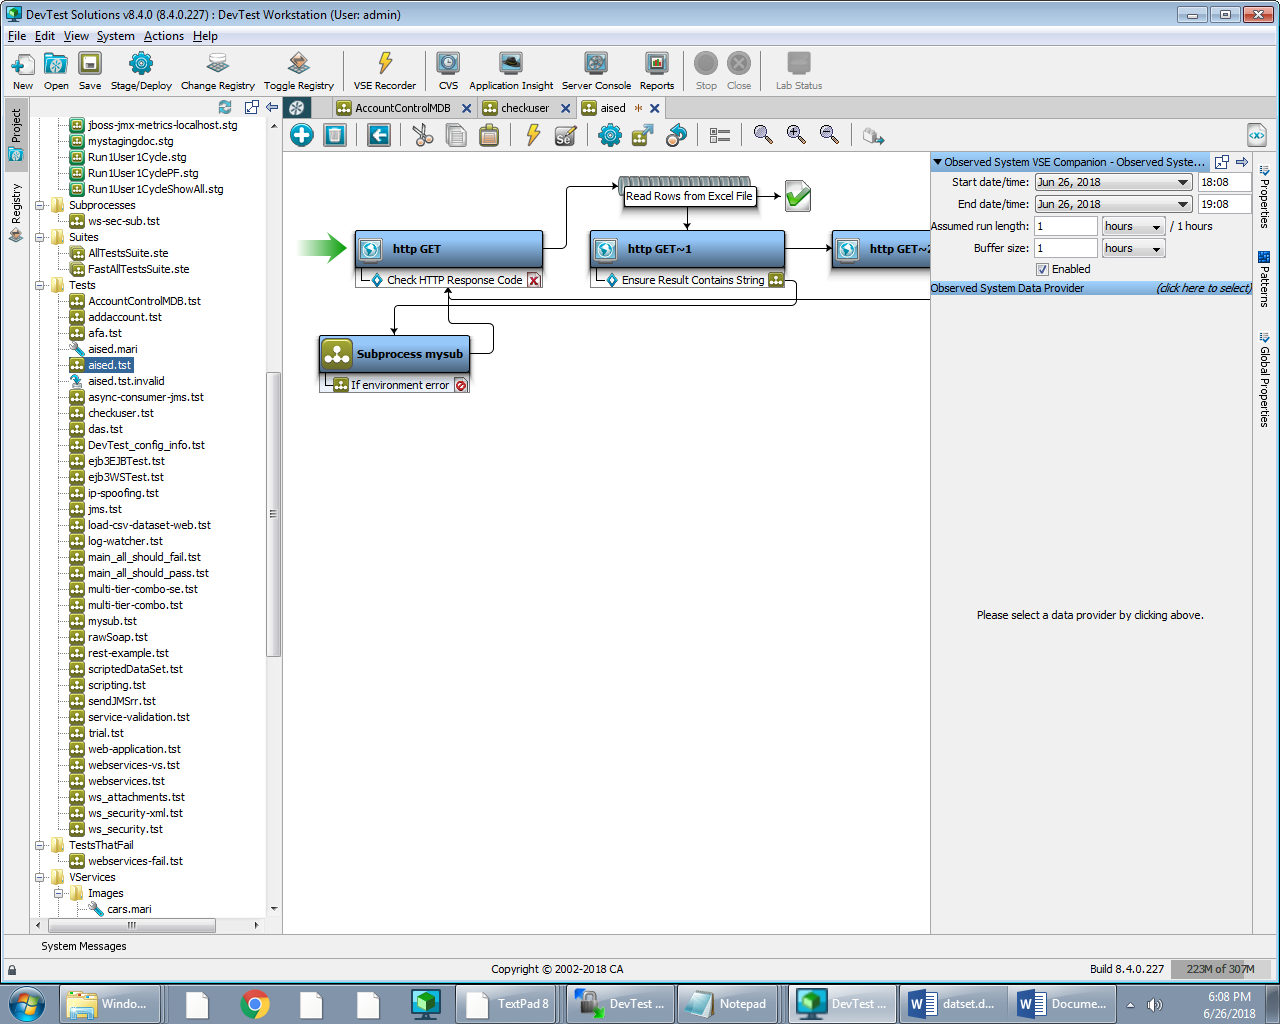 DevTest Solutions v8.4.0 (8.4.0.227) : DevTest Workstation (User: admin)
File Edit View System Actions Help
New Open Save Stage/Deploy Change Registry Toggle Registry VSE Recorder CVS Application Insight Server Console Reports Stop Close Lab Status
Project
Registry
jboss-jmx-metrics-localhost.stg
mystagingdoc.stg
Run1User1Cycle.stg
Run1User1CyclePF.stg
Run1User1CycleShowAll.stg
Subprocesses
ws-sec-sub.tst
Suites
AllTestsSuite.ste
FastAllTestsSuite.ste
Tests
AccountControlMDB.tst
addaccount.tst
afa.tst
aised.mari
aised.tst
aised.tst.invalid
async-consumer-jms.tst
checkuser.tst
das.tst
DevTest_config_info.tst
ejb3EJBTest.tst
ejb3WSTest.tst
ip-spoofing.tst
jms.tst
load-csv-dataset-web.tst
log-watcher.tst
main_all_should_fail.tst
main_all_should_pass.tst
multi-tier-combo-se.tst
multi-tier-combo.tst
mysub.tst
rawSoap.tst
rest-example.tst
scriptedDataSet.tst
scripting.tst
sendJMSrr.tst
service-validation.tst
trial.tst
web-application.tst
webservices-vs.tst
webservices.tst
ws_attachments.tst
ws_security-xml.tst
ws_security.tst
TestsThatFail
webservices-fail.tst
VServices
Images
cars.mari
AccountControlMDB checkuser aised
Se
Read Rows from Excel File
http GET
Check HTTP Response Code
http GET~1
Ensure Result Contains String
http GET~2
Subprocess mysub
If environment error
Observed System VSE Companion - Observed Syste...
Start date/time: Jun 26, 2018 18:08
End date/time: Jun 26, 2018 19:08
Assumed run length: 1 hours / 1 hours
Buffer size: 1 hours
Enabled
Observed System Data Provider (click here to select)
Please select a data provider by clicking above.
Properties
Patterns
Global Properties
System Messages
Copyright © 2002-2018 CA
Build 8.4.0.227 223M of 307M
Windo... TextPad 8 DevTest ... Notepad DevTest ... datset.d... Docume...
6:08 PM
6/26/2018